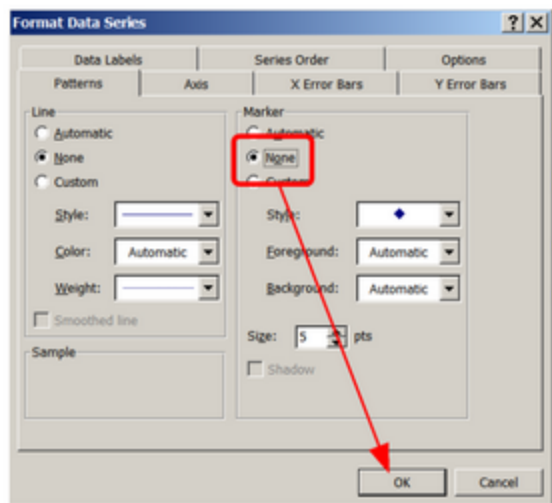 Format Data Series
Data Labels
Series Order
Options
Patterns
Axis
X Error Bars
Y Error Bars
Line
Automatic
None
Custom
Style:
Color:
Automatic
Weight:
Smoothed line
Sample
Marker
Automatic
None
Custom
Style:
Foreground:
Automatic
Background:
Automatic
Size:
5
pts
Shadow
OK
Cancel